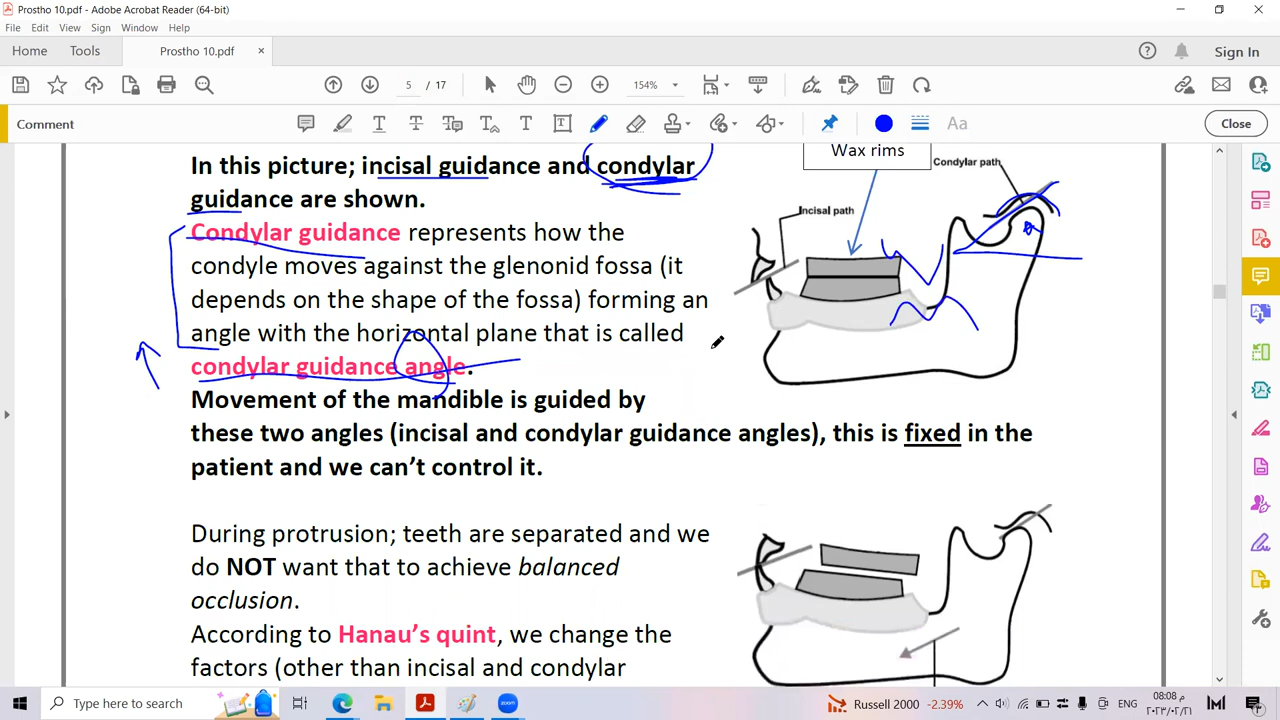 Prostho 10.pdf - Adobe Acrobat Reader (64-bit)
File Edit View Sign Window Help
Home Tools Prostho 10.pdf × Sign In
5 / 17 154%
Comment Aa Close
In this picture; incisal guidance and condylar
guidance are shown.
Condylar guidance represents how the
condyle moves against the glenonid fossa (it
depends on the shape of the fossa) forming an
angle with the horizontal plane that is called
condylar guidance angle.
Movement of the mandible is guided by
these two angles (incisal and condylar guidance angles), this is fixed in the
patient and we can't control it.
Wax rims
Condylar path
Incisal path
During protrusion; teeth are separated and we
do NOT want that to achieve balanced
occlusion.
According to Hanau's quint, we change the
factors (other than incisal and condylar
Type here to search
zoom
Russell 2000 -2.39%
08:08 م